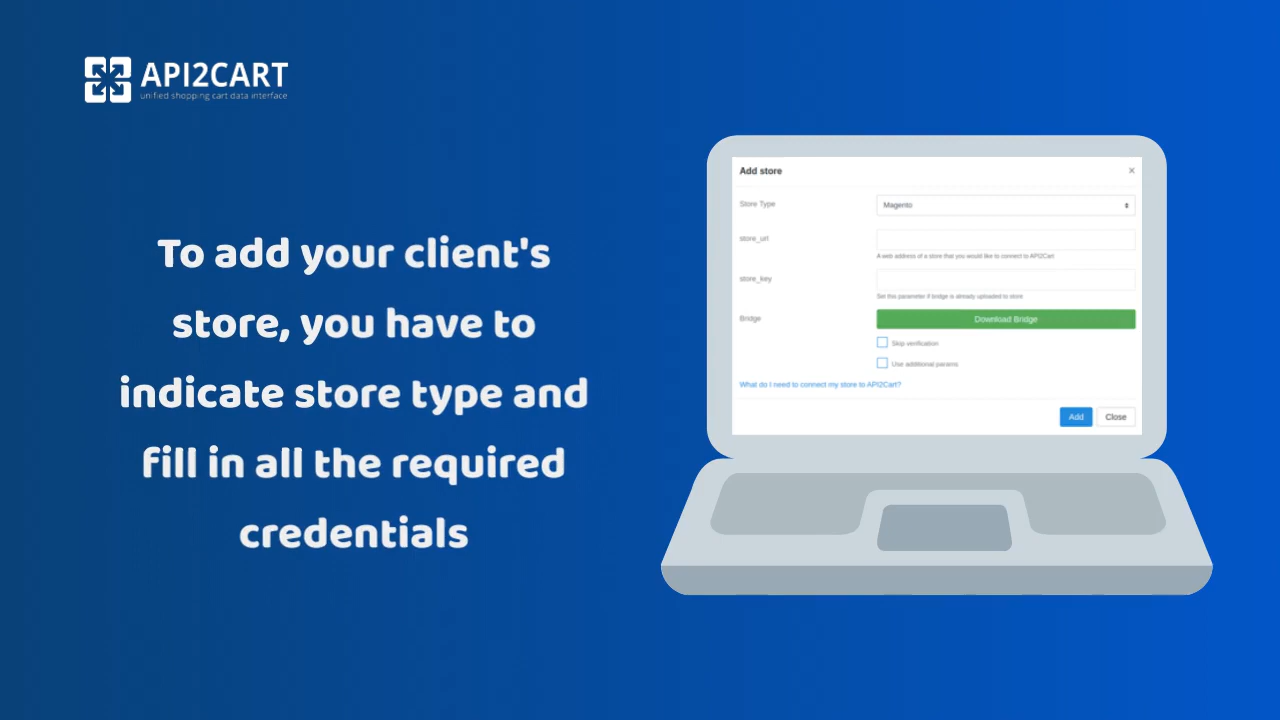 API2CART
unified shopping cart data interface
To add your client's
store, you have to
indicate store type and
fill in all the required
credentials
Add store
×
Store Type
Magento
store_url
A web address of a store that you would like to connect to API2Cart
store_key
Set this parameter if bridge is already uploaded to store
Bridge
Download Bridge
Skip verification
Use additional params
What do I need to connect my store to API2Cart?
Add
Close